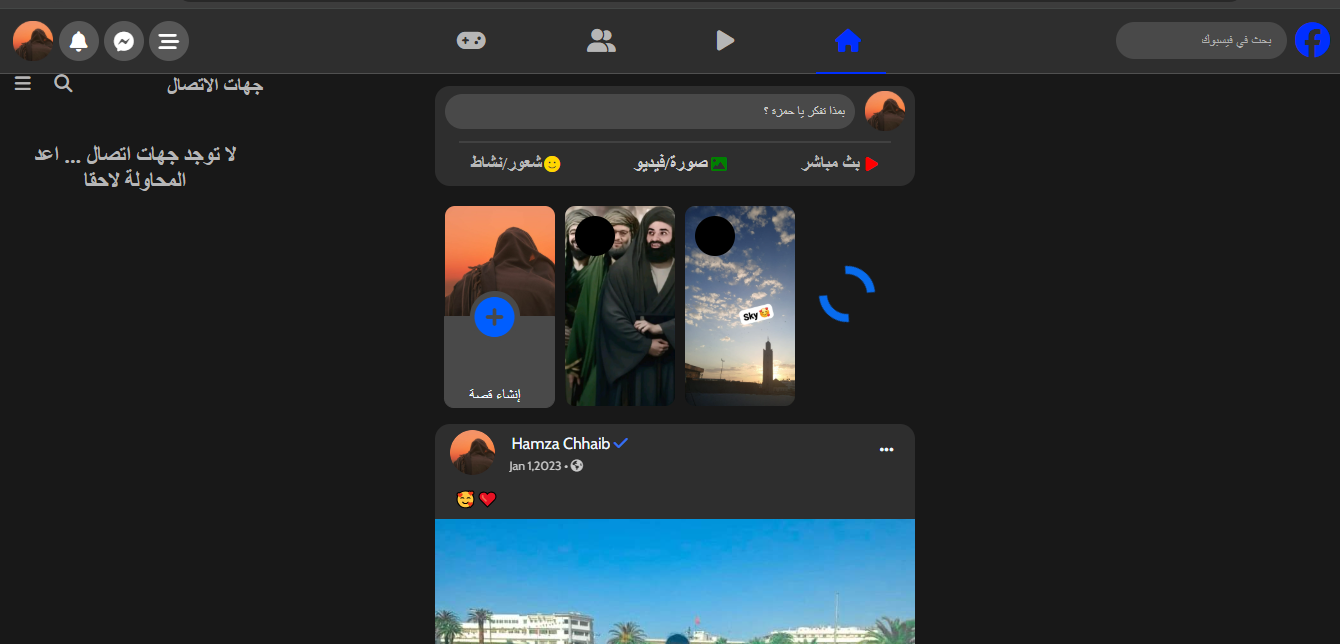 بحث في فيسبوك
جهات الاتصال
لا توجد جهات اتصال ... اعد
المحاولة لاحقا
بمذا تفكر يا حمزة ؟
بث مباشر
صورة/فيديو
شعور/نشاط
إنشاء قصة
Sky🥰
Hamza Chhaib
Jan 1,2023 •
🥰❤️